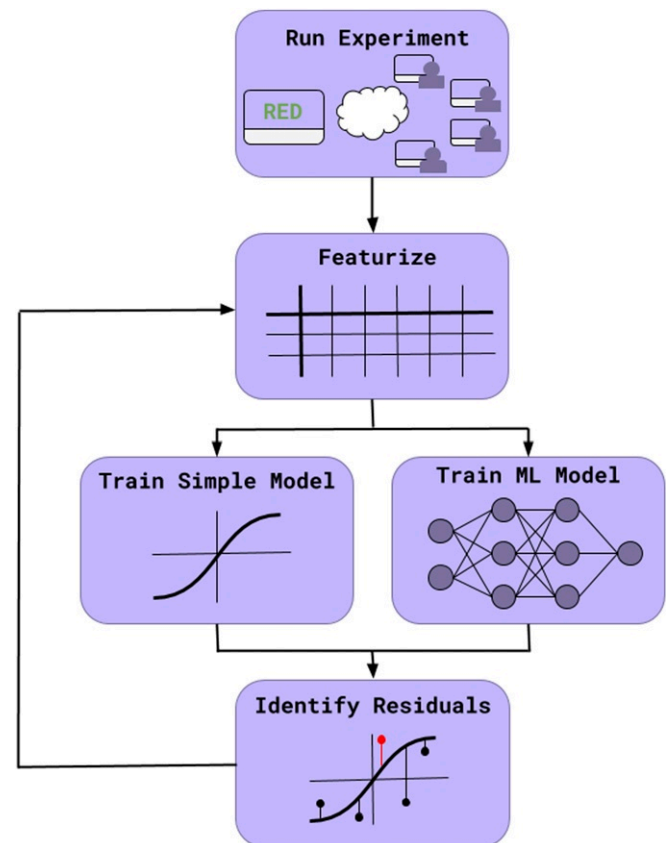 Run Experiment
RED
Featurize
Train Simple Model
Train ML Model
Identify Residuals